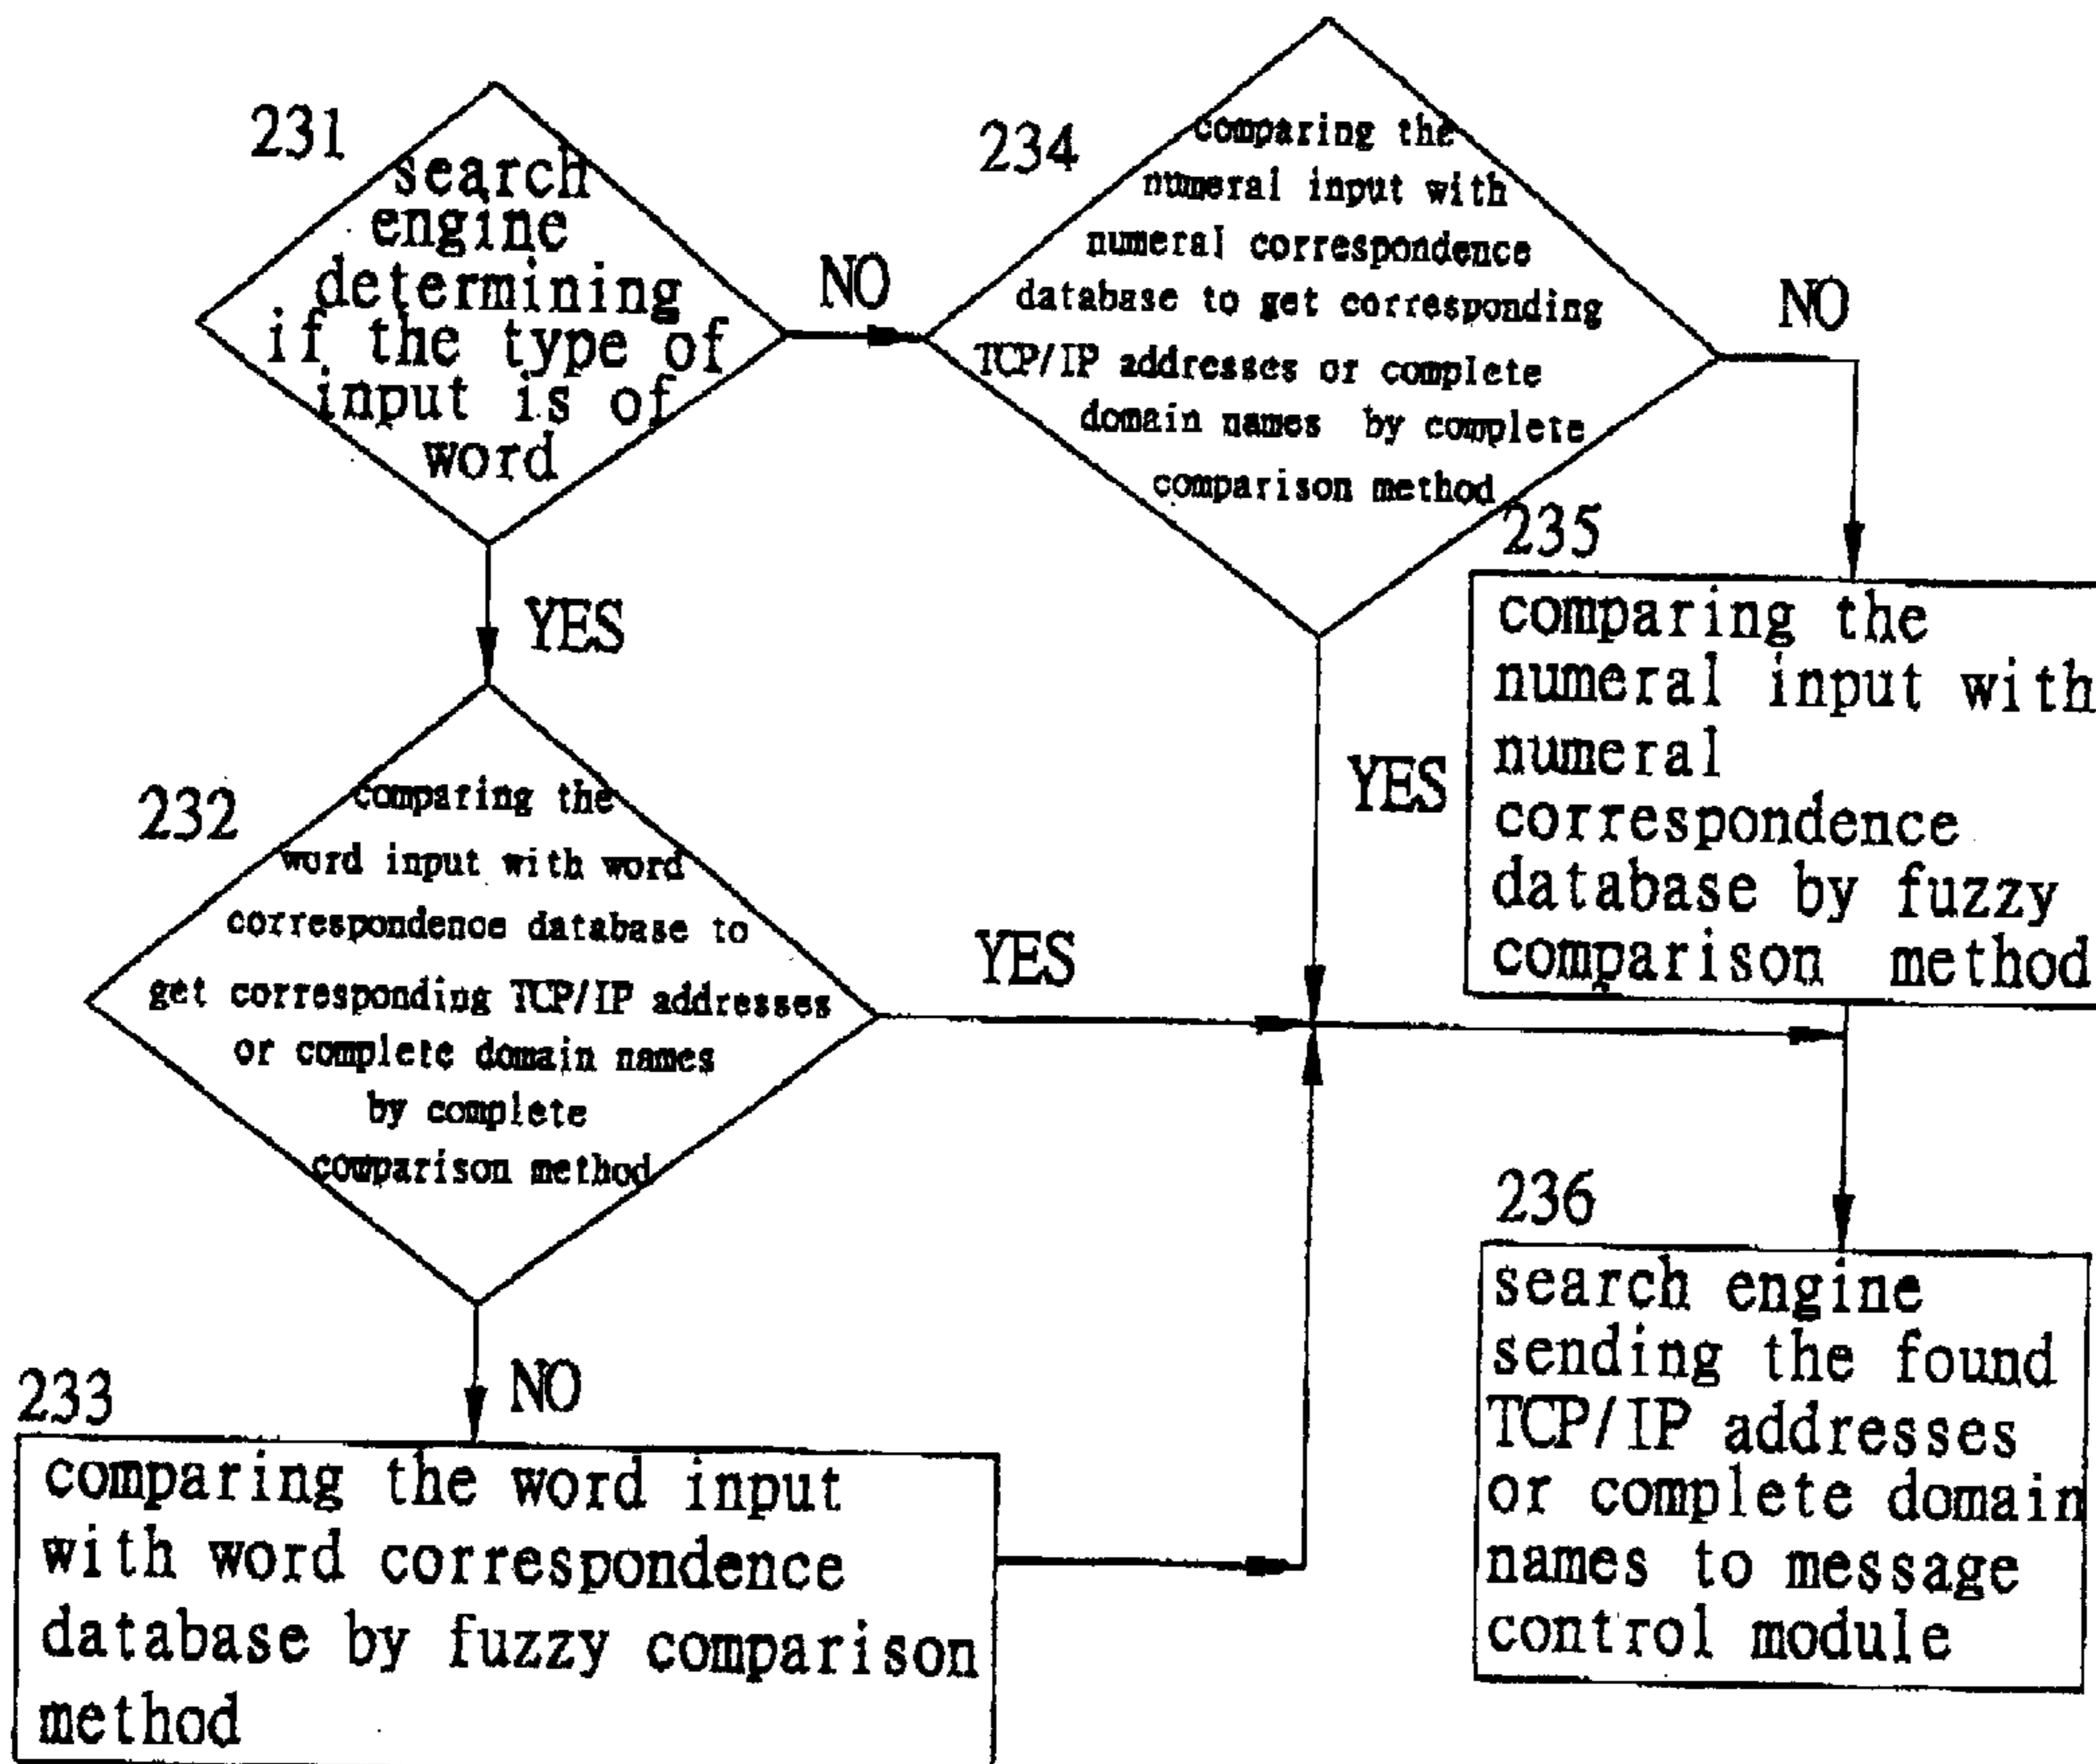 231
search
engine
determining
if the type of
input is of
word
NO
234
comparing the
numeral input with
numeral correspondence
database to get corresponding
TCP/IP addresses or complete
domain names by complete
comparison method
NO
YES
YES
235
comparing the
numeral input with
numeral
correspondence
database by fuzzy
comparison method
232
comparing the
word input with word
correspondence database to
get corresponding TCP/IP addresses
or complete domain names
by complete
comparison method
YES
NO
233
comparing the word input
with word correspondence
database by fuzzy comparison
method
236
search engine
sending the found
TCP/IP addresses
or complete domain
names to message
control module